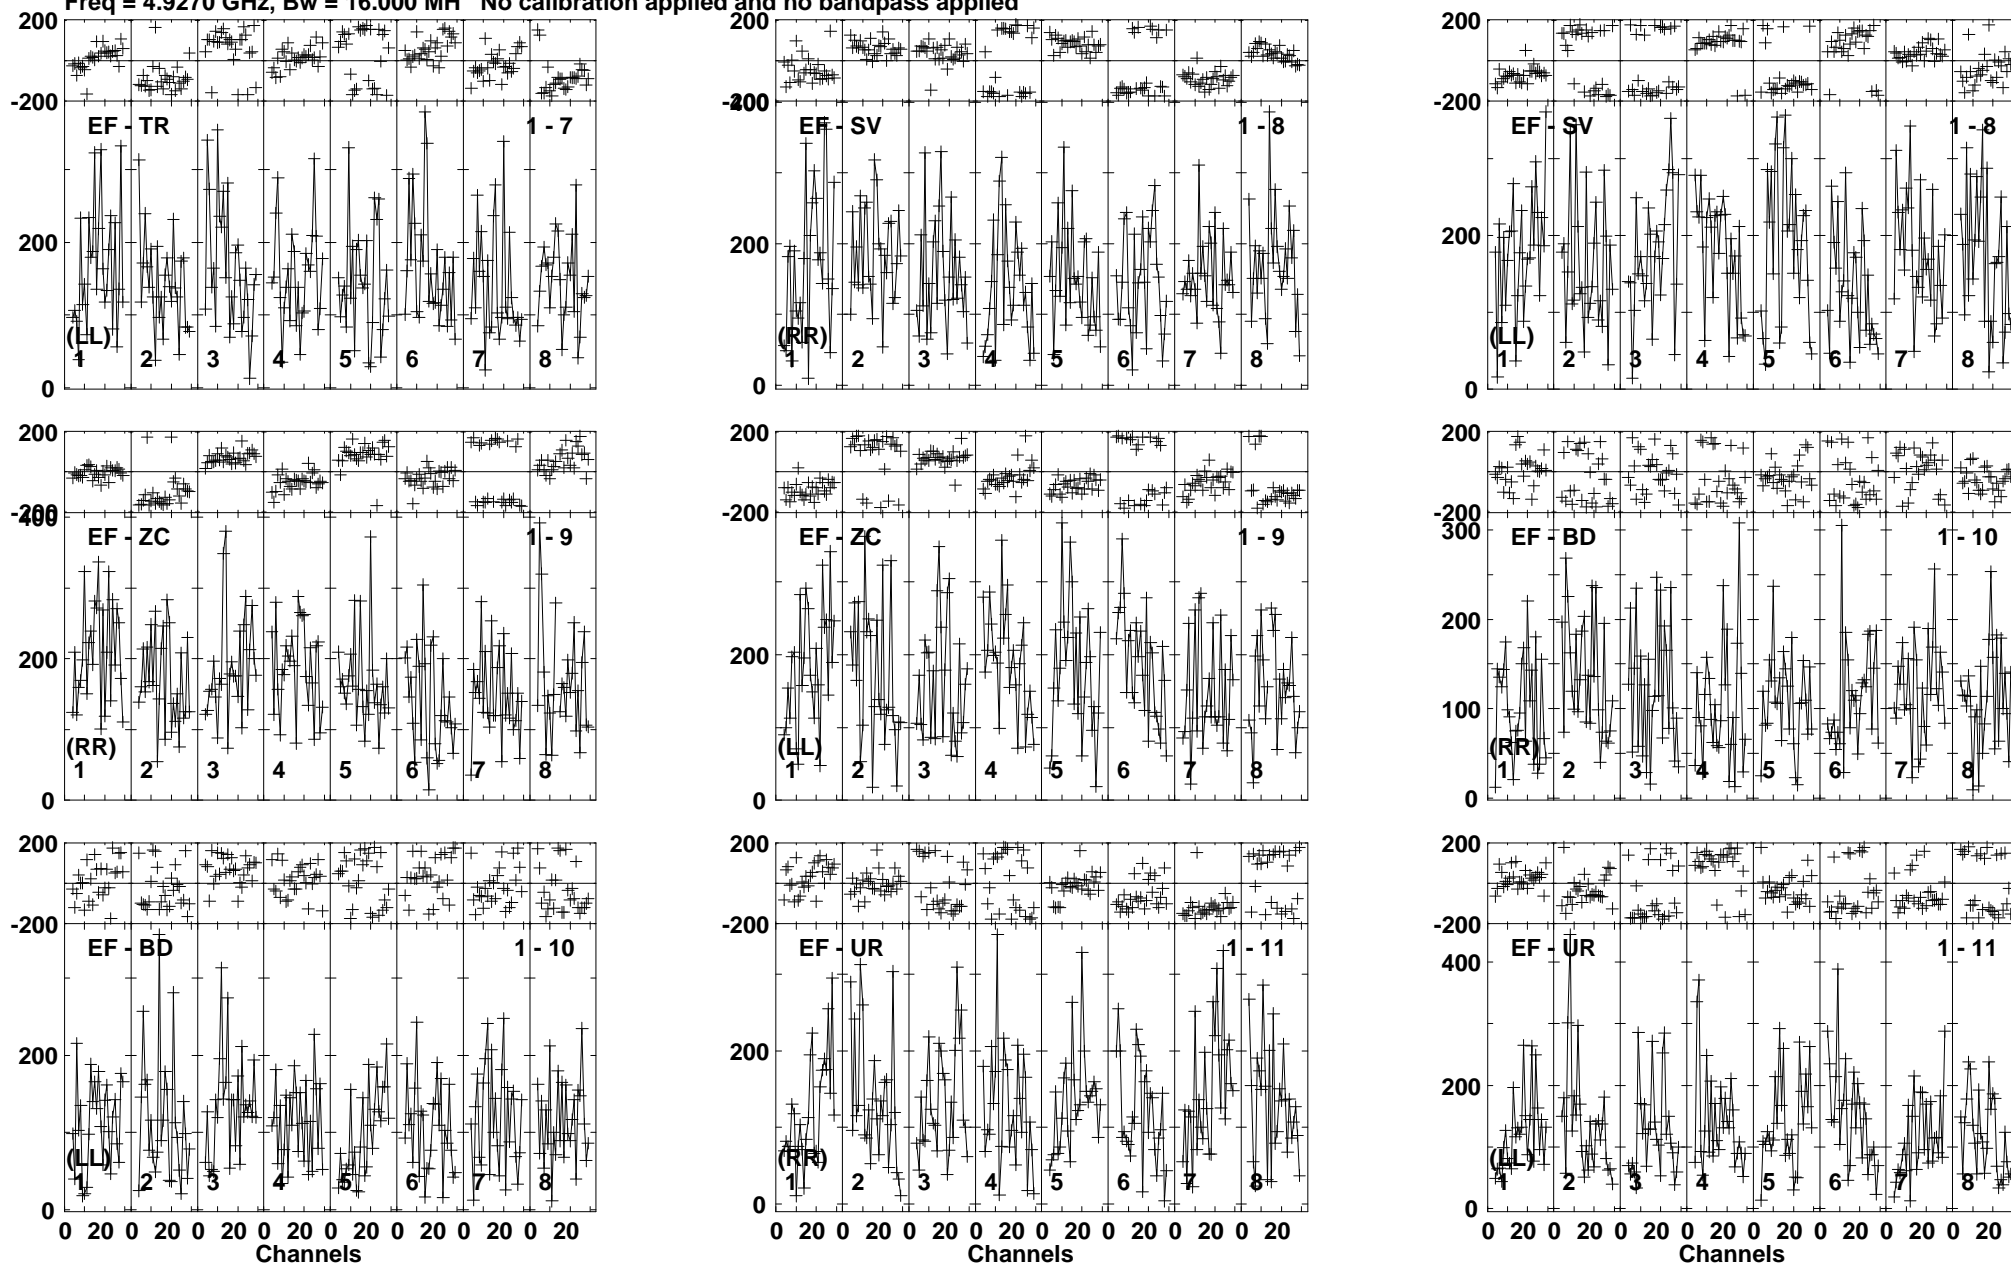 Freq = 4.9270 GHz, Bw = 16.000 MH No calibration applied and no bandpass applied
200 200 200
-200 -200 -200
400
EF - TR 1 - 7 EF - SV 1 - 8 EF - SV 1 - 8
200 200 200
(LL) (RR) (LL)
1 2 3 4 5 6 7 8 1 2 3 4 5 6 7 8 1 2 3 4 5 6 7 8
0 0 0
200 200 200
-200 -200 -200
400
EF - ZC 1 - 9 EF - ZC 1 - 9 EF - BD 1 - 10
300
200 200 200
100
(RR) (LL) (RR)
1 2 3 4 5 6 7 8 1 2 3 4 5 6 7 8 1 2 3 4 5 6 7 8
0 0 0
200 200 200
-200 -200 -200
EF - BD 1 - 10 EF - UR 1 - 11 EF - UR 1 - 11
400
200 200 200
(LL) (RR) (LL)
1 2 3 4 5 6 7 8 1 2 3 4 5 6 7 8 1 2 3 4 5 6 7 8
0 0 0
0 20 0 20 0 20 0 20 0 20 0 20 0 20 0 20 0 20 0 20 0 20 0 20 0 20 0 20 0 20 0 20 0 20 0 20 0 20 0 20 0 20 0 20 0 20 0 20
Channels Channels Channels